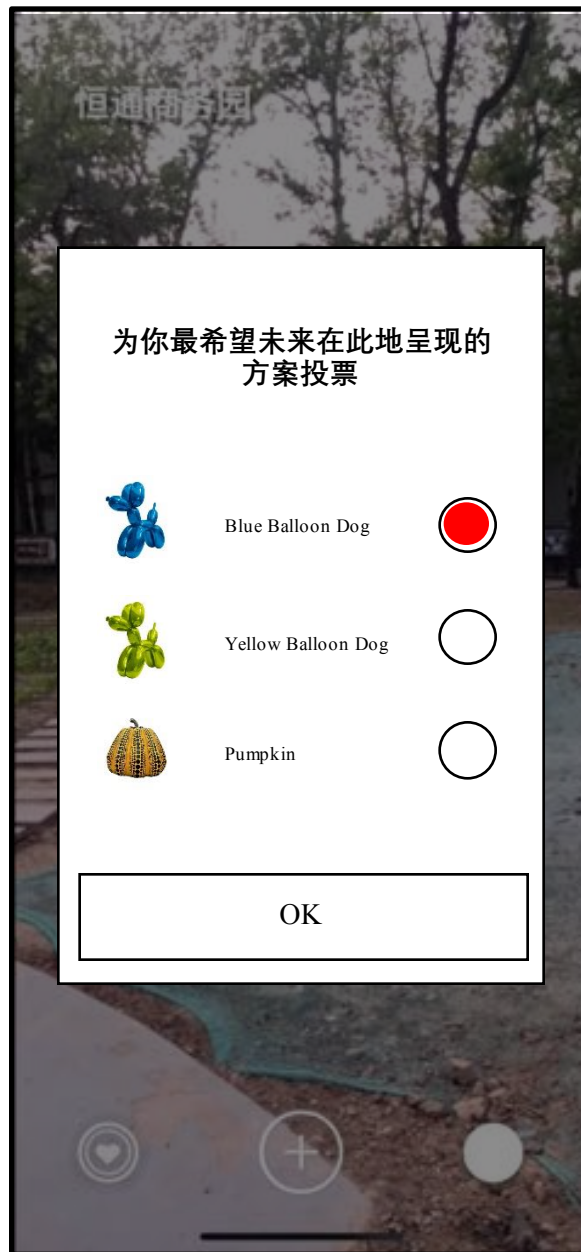 恒通商务园
为你最希望未来在此地呈现的
方案投票
Blue Balloon Dog
Yellow Balloon Dog
Pumpkin
OK